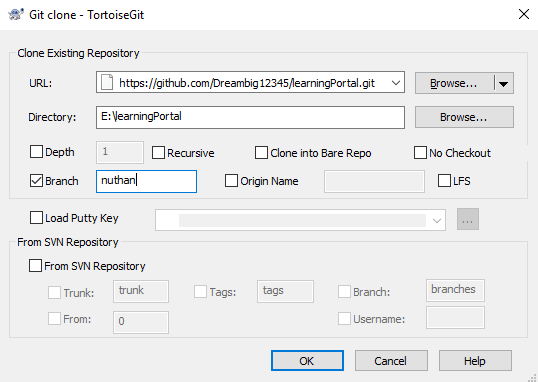 Git clone - TortoiseGit
Clone Existing Repository
URL: https://github.com/Dreambig12345/learningPortal.git Browse...
Directory: E:\learningPortal Browse...
Depth 1 Recursive Clone into Bare Repo No Checkout
Branch nuthan Origin Name LFS
Load Putty Key ...
From SVN Repository
From SVN Repository
Trunk: trunk Tags: tags Branch: branches
From: 0 Username:
OK Cancel Help